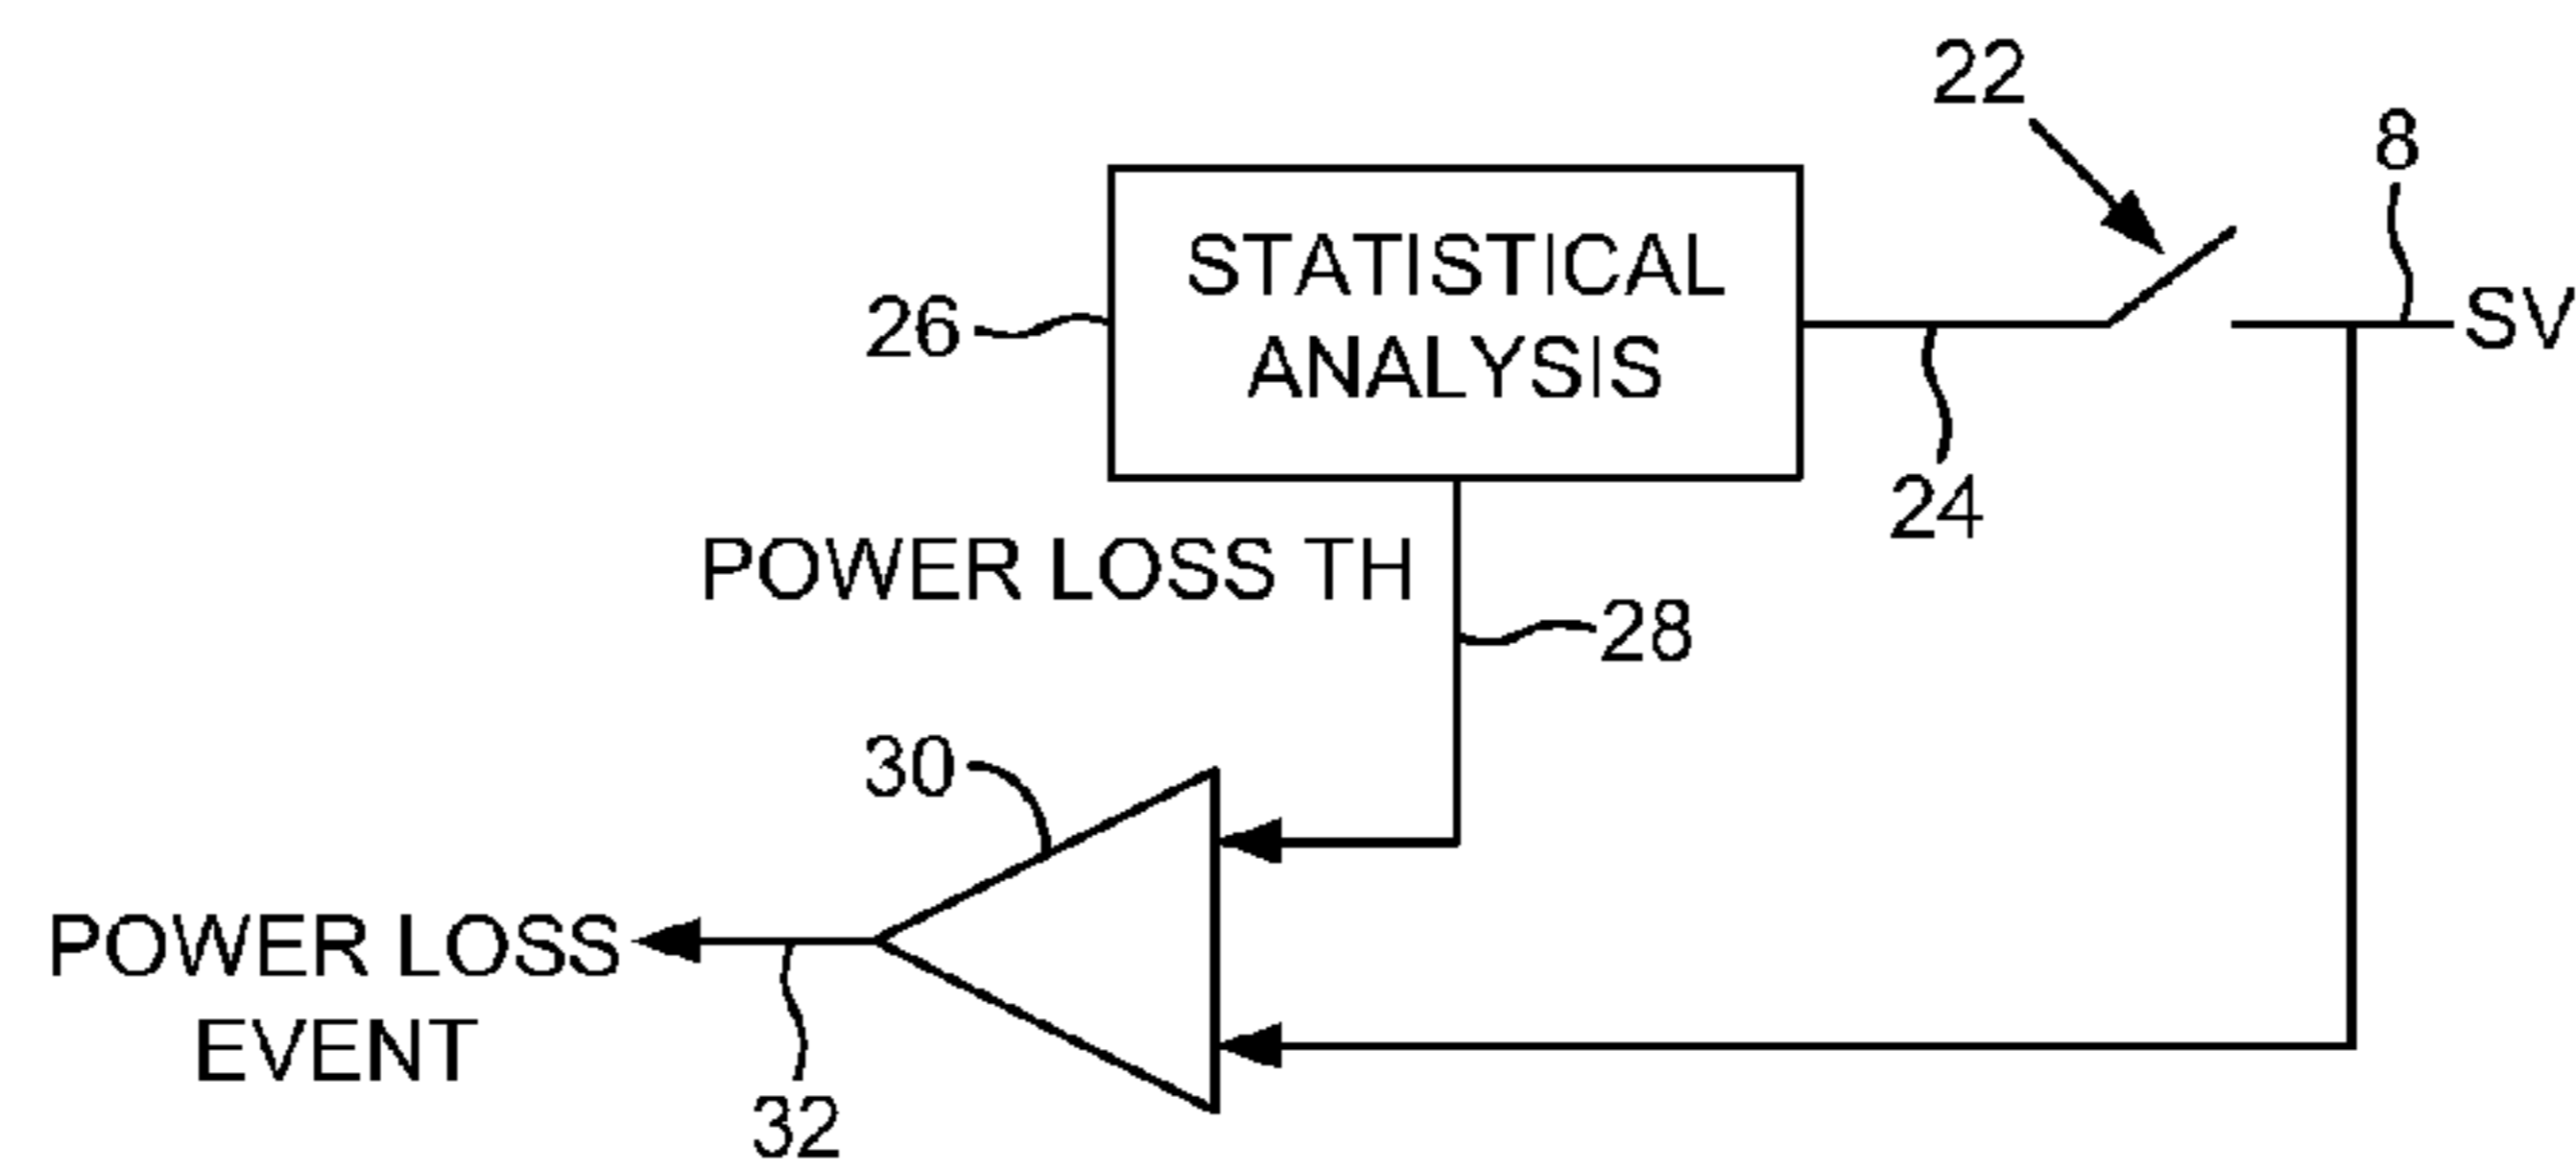 22
8
STATISTICAL
ANALYSIS
26
SV
24
POWER LOSS TH
28
30
POWER LOSS
EVENT
32